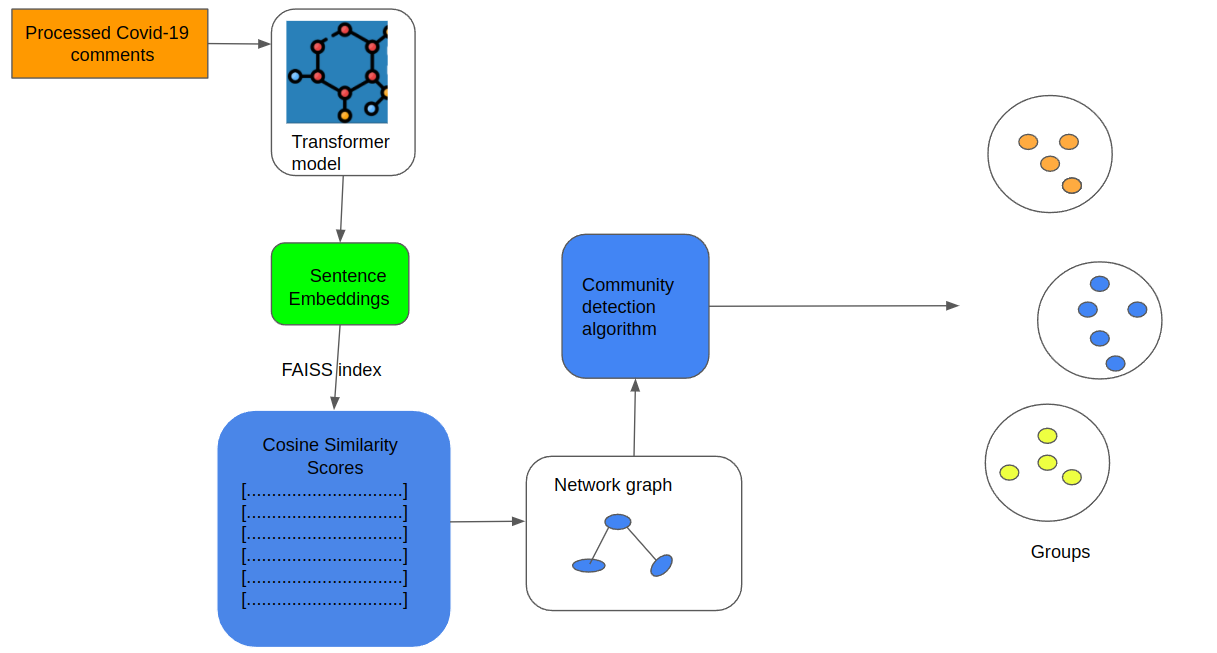 Processed Covid-19
comments
Transformer
model
Sentence
Embeddings
FAISS index
Cosine Similarity
Scores
[...............................]
[...............................]
[...............................]
[...............................]
[...............................]
[...............................]
Network graph
Community
detection
algorithm
Groups